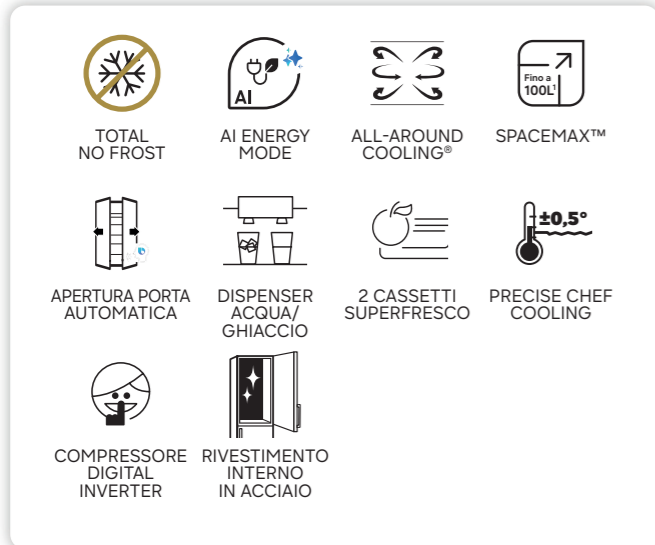 AI
Fino a
100L¹
TOTAL
NO FROST
AI ENERGY
MODE
ALL-AROUND
COOLING®
SPACEMAX™
±0,5°
APERTURA PORTA
AUTOMATICA
DISPENSER
ACQUA/
GHIACCIO
2 CASSETTI
SUPERFRESCO
PRECISE CHEF
COOLING
COMPRESSORE
DIGITAL
INVERTER
RIVESTIMENTO
INTERNO
IN ACCIAIO